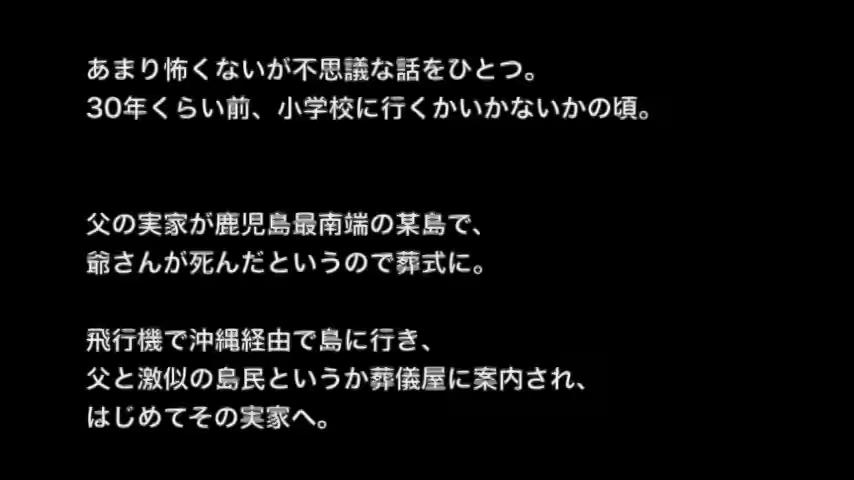 あまり怖くないが不思議な話をひとつ。
30年くらい前、小学校に行くかいかないかの頃。
父の実家が鹿児島最南端の某島で、
爺さんが死んだというので葬式に。
飛行機で沖縄経由で島に行き、
父と激似の島民というか葬儀屋に案内され、
はじめてその実家へ。